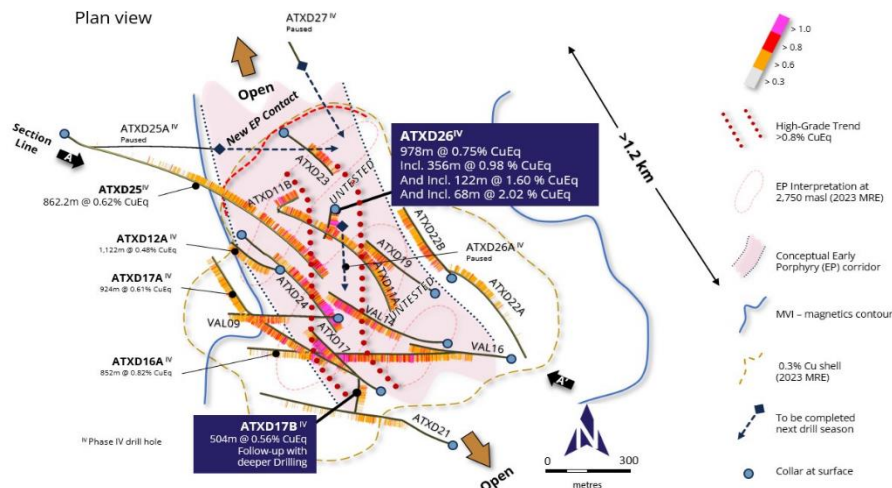 Plan view
ATXD27 IV
Paused
Open
New EP Contact
ATXD25A IV
Paused
Section
Line
A
ATXD25 IV
862.2m @ 0.62% CuEq
ATXD12A IV
1,122m @ 0.48% CuEq
ATXD17A IV
924m @ 0.61% CuEq
VAL09
ATXD16A IV
852m @ 0.82% CuEq
IV Phase IV drill hole
ATXD26IV
978m @ 0.75% CuEq
Incl. 356m @ 0.98 % CuEq
And Incl. 122m @ 1.60 % CuEq
And Incl. 68m @ 2.02 % CuEq
ATXD23
UNTESTED
ATXD11B
ATXD22B
ATXD26A IV
Paused
ATXD19
ATXD11A
UNTESTED
ATXD22A
ATXD24
VAL14
ATXD17
VAL16
A'
ATXD17B IV
504m @ 0.56% CuEq
Follow-up with
deeper Drilling
ATXD21
Open
N
0 300
metres
>1.2 km
> 1.0
> 0.8
> 0.6
> 0.3
High-Grade Trend
>0.8% CuEq
EP Interpretation at
2,750 masl (2023 MRE)
Conceptual Early
Porphyry (EP) corridor
MVI – magnetics contour
0.3% Cu shell
(2023 MRE)
To be completed
next drill season
Collar at surface